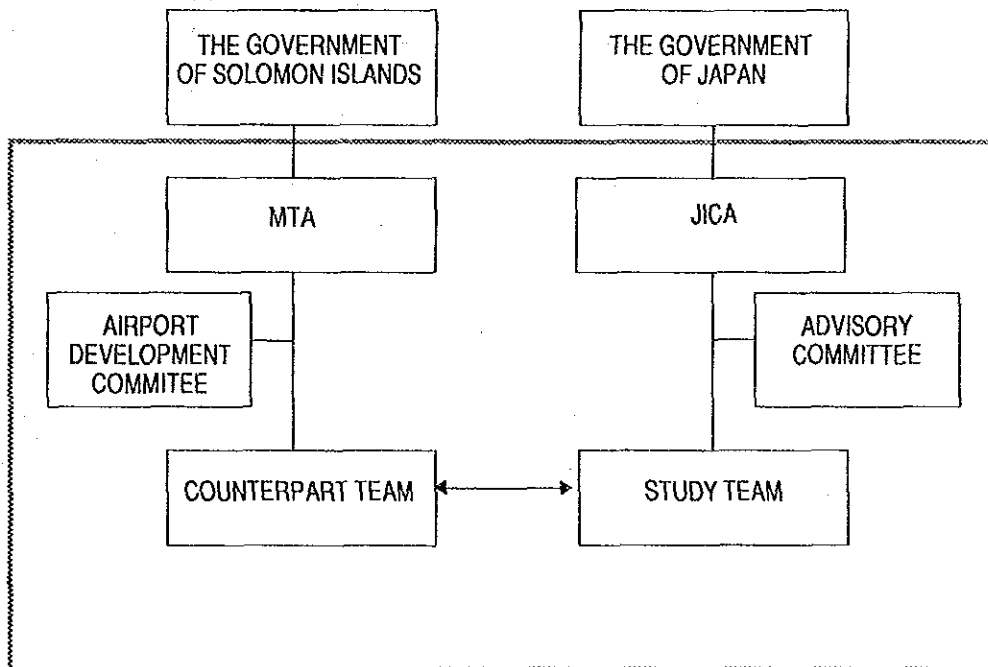 THE GOVERNMENT
OF SOLOMON ISLANDS
THE GOVERNMENT
OF JAPAN
MTA
JICA
AIRPORT
DEVELOPMENT
COMMITEE
ADVISORY
COMMITTEE
COUNTERPART TEAM
STUDY TEAM